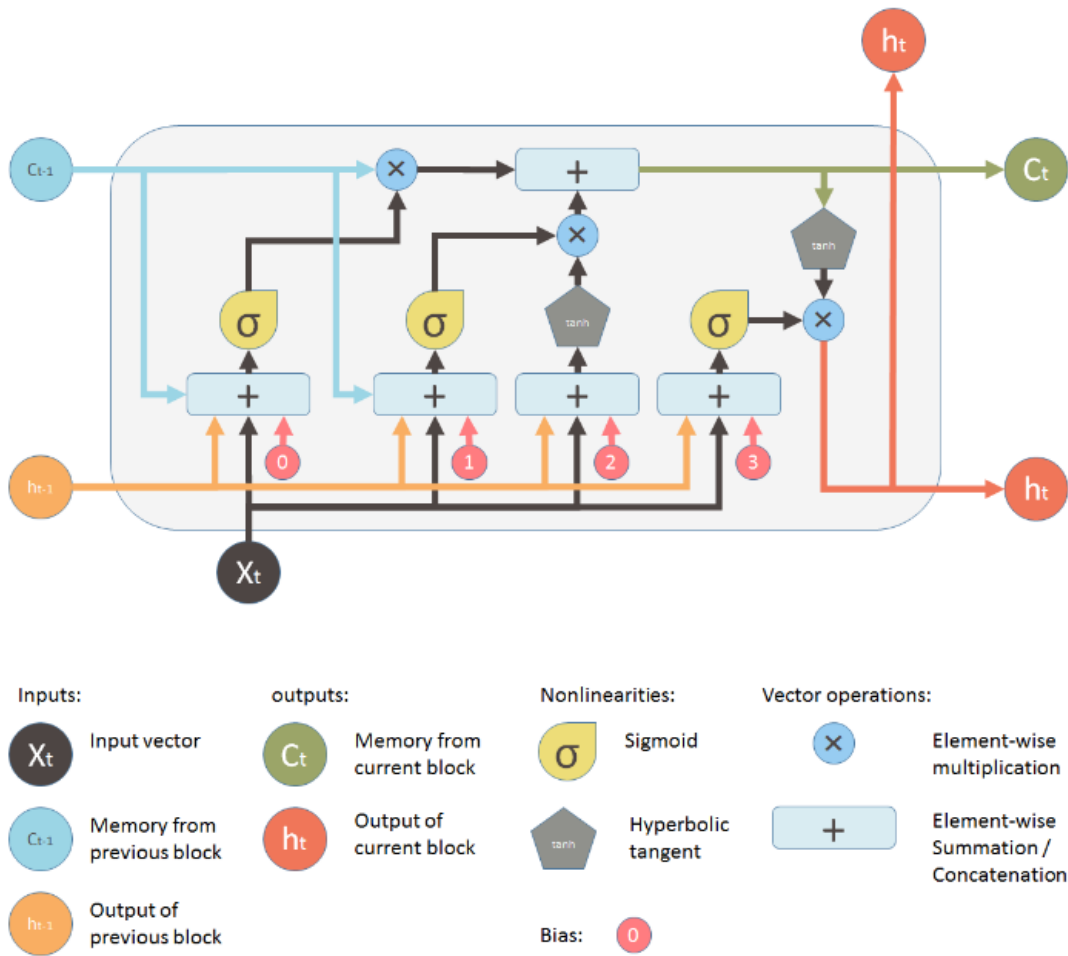 ht
Ct-1
×
+
Ct
×
tanh
σ
σ
tanh
σ
×
+
+
+
+
0
1
2
3
ht-1
ht
Xt
Inputs:
outputs:
Nonlinearities:
Vector operations:
Xt
Input vector
Ct
Memory from
current block
σ
Sigmoid
×
Element-wise
multiplication
Ct-1
Memory from
previous block
ht
Output of
current block
tanh
Hyperbolic
tangent
+
Element-wise
Summation /
Concatenation
ht-1
Output of
previous block
Bias:
0